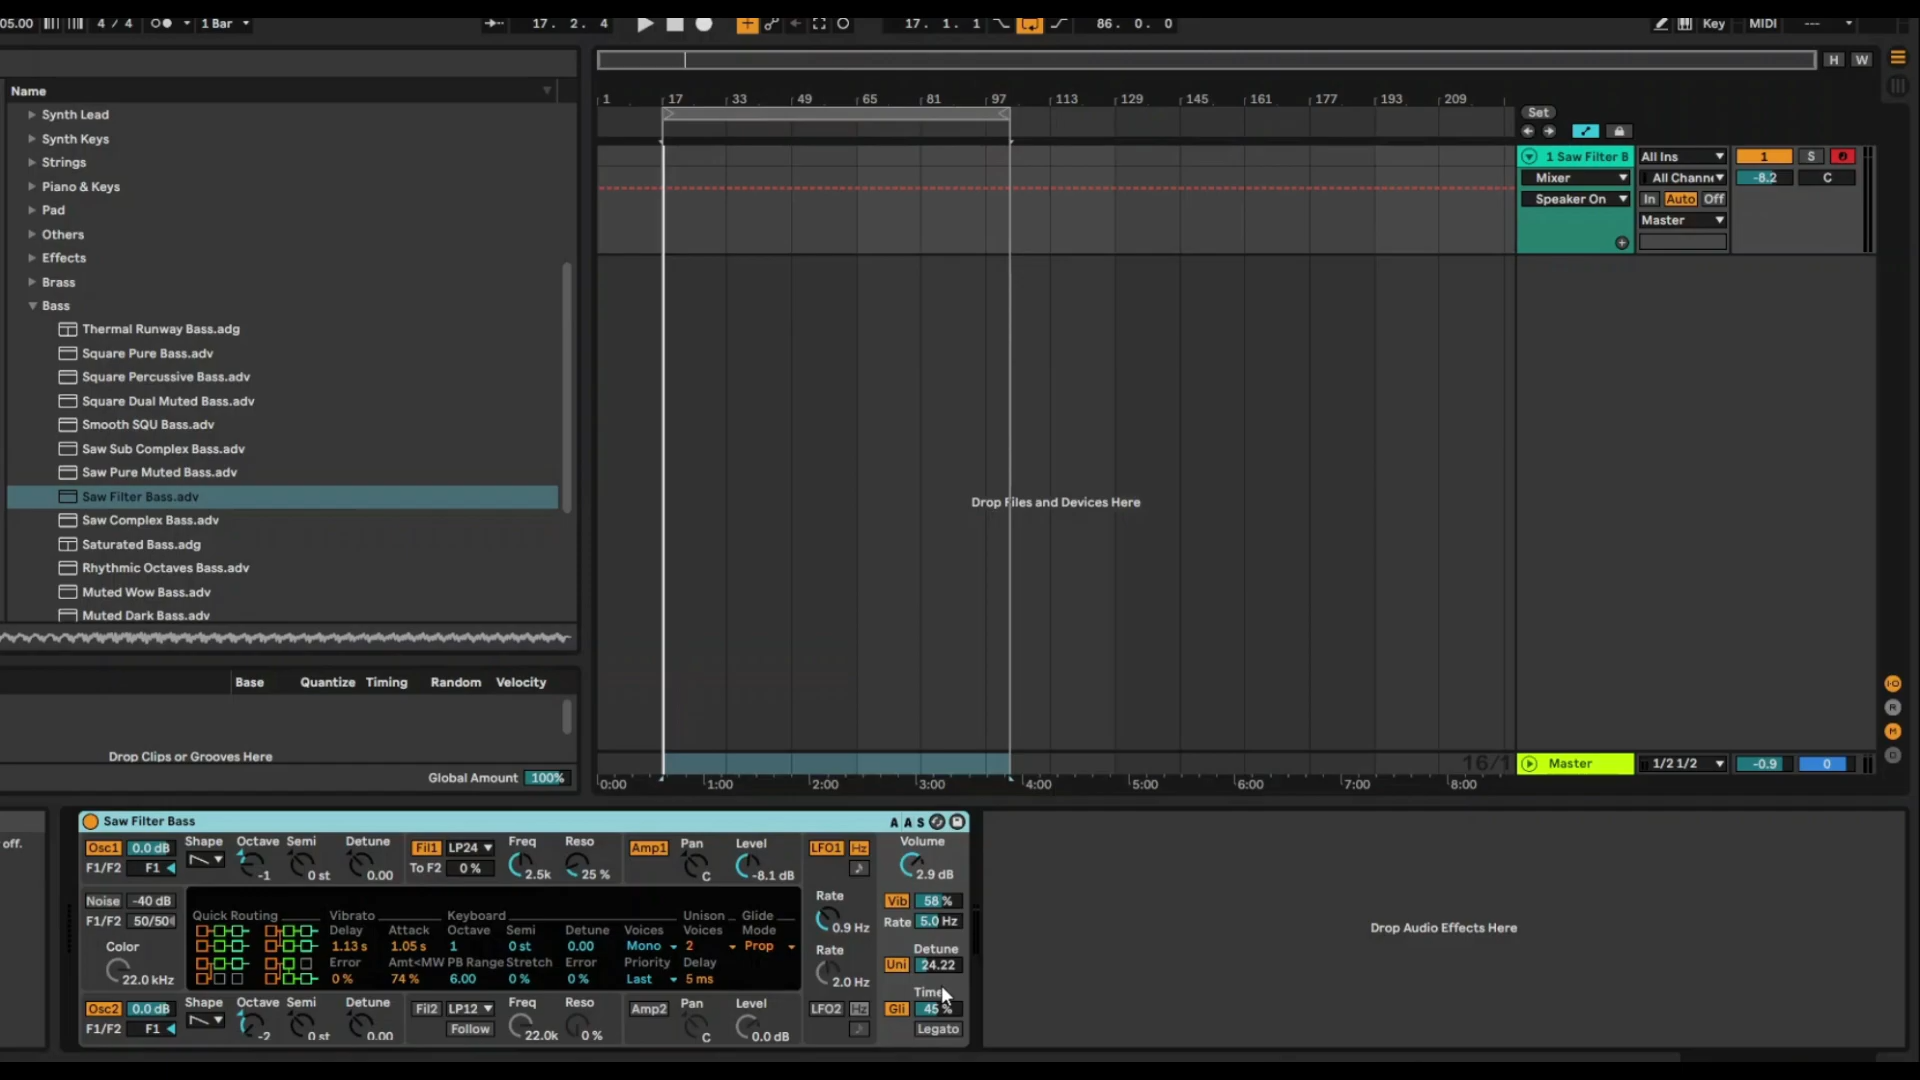 05.00 4 / 4 1 Bar 17. 2. 4 17. 1. 1 86. 0. 0 Key MIDI ---
H W
Name
Synth Lead
Synth Keys
Strings
Piano & Keys
Pad
Others
Effects
Brass
Bass
Thermal Runway Bass.adg
Square Pure Bass.adv
Square Percussive Bass.adv
Square Dual Muted Bass.adv
Smooth SQU Bass.adv
Saw Sub Complex Bass.adv
Saw Pure Muted Bass.adv
Saw Filter Bass.adv
Saw Complex Bass.adv
Saturated Bass.adg
Rhythmic Octaves Bass.adv
Muted Wow Bass.adv
Muted Dark Bass.adv
Base Quantize Timing Random Velocity
Drop Clips or Grooves Here
Global Amount 100%
1 17 33 49 65 81 97 113 129 145 161 177 193 209
Set
1 Saw Filter B All Ins 1 S
Mixer All Channe -8.2 C
Speaker On In Auto Off
Master
Drop Files and Devices Here
I·O
R
M
D
16/1 Master 1/2 1/2 -0.9 0
0:00 1:00 2:00 3:00 4:00 5:00 6:00 7:00 8:00
off.
Saw Filter Bass A A S
Osc1 0.0 dB Shape Octave Semi Detune Fil1 LP24 Freq Reso Amp1 Pan Level LFO1 Hz Volume
F1/F2 F1 -1 0 st 0.00 To F2 0 % 2.5k 25 % C -8.1 dB 2.9 dB
Noise -40 dB Rate Vib 58 %
F1/F2 50/50 Quick Routing Vibrato Keyboard Unison Glide 0.9 Hz Rate 5.0 Hz
Delay Attack Octave Semi Detune Voices Voices Mode
Color 1.13 s 1.05 s 1 0 st 0.00 Mono 2 Prop Rate Detune
Error Amt<MW PB Range Stretch Error Priority Delay Uni 24.22
22.0 kHz 0 % 74 % 6.00 0 % 0 % Last 5 ms 2.0 Hz
Osc2 0.0 dB Shape Octave Semi Detune Fil2 LP12 Freq Reso Amp2 Pan Level LFO2 Hz Time Gli 45 %
F1/F2 F1 -2 0 st 0.00 Follow 22.0k 0 % C 0.0 dB Legato
Drop Audio Effects Here